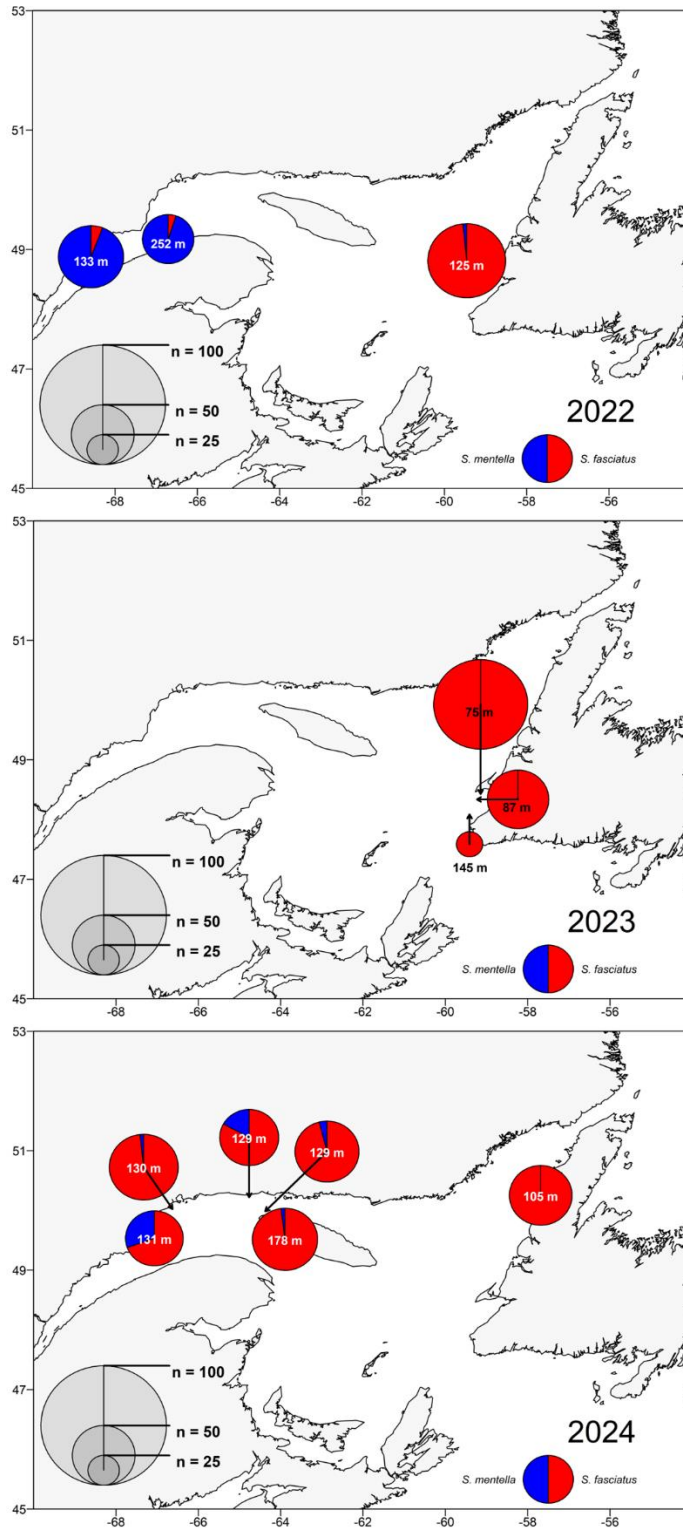 53
51
49
47
45
133 m
252 m
125 m
n = 100
n = 50
n = 25
2022
S. mentella
S. fasciatus
-68
-66
-64
-62
-60
-58
-56
53
51
49
47
45
75 m
87 m
145 m
n = 100
n = 50
n = 25
2023
S. mentella
S. fasciatus
-68
-66
-64
-62
-60
-58
-56
53
51
49
47
45
130 m
129 m
129 m
131 m
178 m
105 m
n = 100
n = 50
n = 25
2024
S. mentella
S. fasciatus
-68
-66
-64
-62
-60
-58
-56